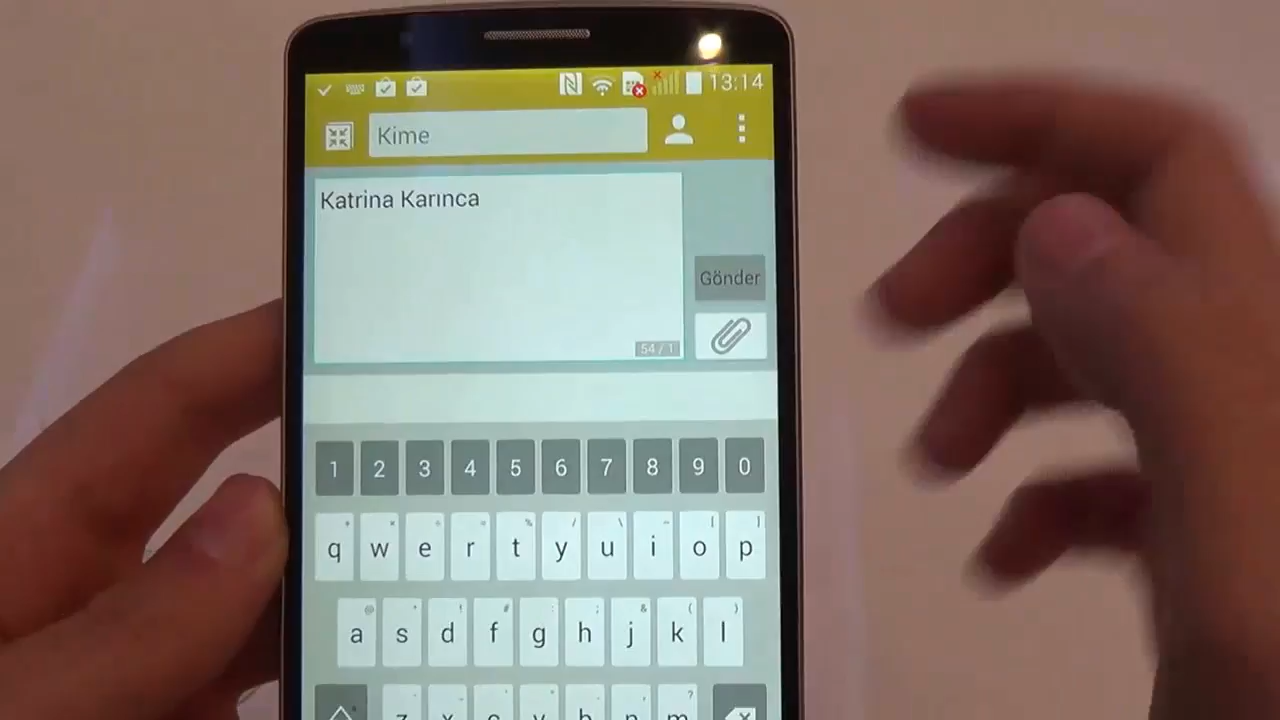 13:14
Kime
Katrina Karınca
Gönder
54 / 1
1 2 3 4 5 6 7 8 9 0
q w e r t y u i o p
a s d f g h j k l
z x c v b n m